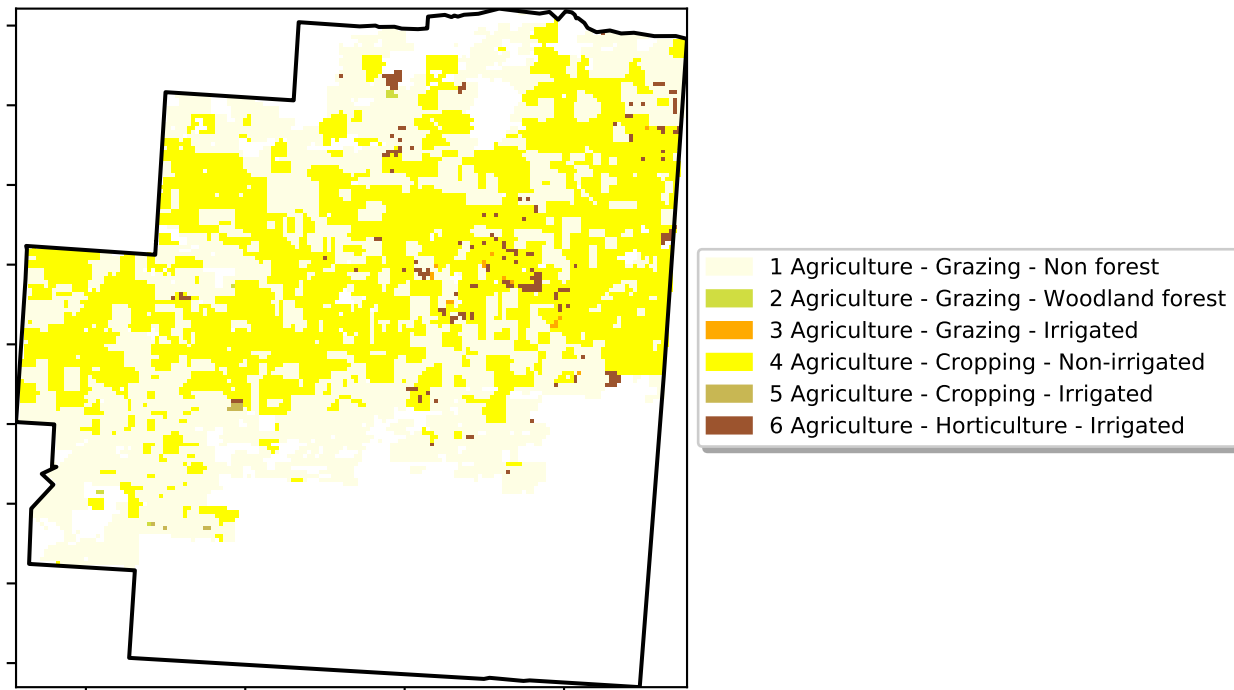 1 Agriculture - Grazing - Non forest
2 Agriculture - Grazing - Woodland forest
3 Agriculture - Grazing - Irrigated
4 Agriculture - Cropping - Non-irrigated
5 Agriculture - Cropping - Irrigated
6 Agriculture - Horticulture - Irrigated